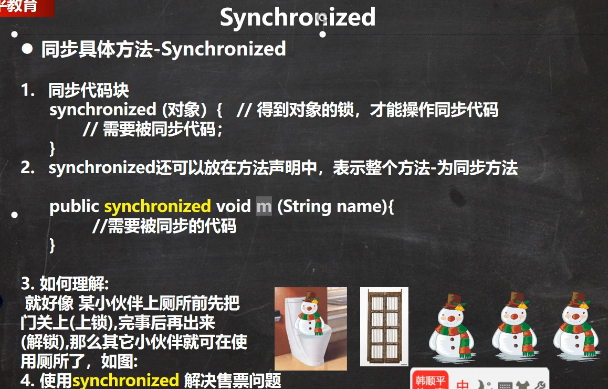 平教育
Synchronized
● 同步具体方法-Synchronized
1. 同步代码块
synchronized (对象) { // 得到对象的锁，才能操作同步代码
// 需要被同步代码；
}
2. synchronized还可以放在方法声明中，表示整个方法-为同步方法
public synchronized void m (String name){
//需要被同步的代码
}
3. 如何理解:
就好像 某小伙伴上厕所前先把
门关上(上锁),完事后再出来
(解锁),那么其它小伙伴就可在使
用厕所了，如图:
4. 使用synchronized 解决售票问题
韩顺平
中